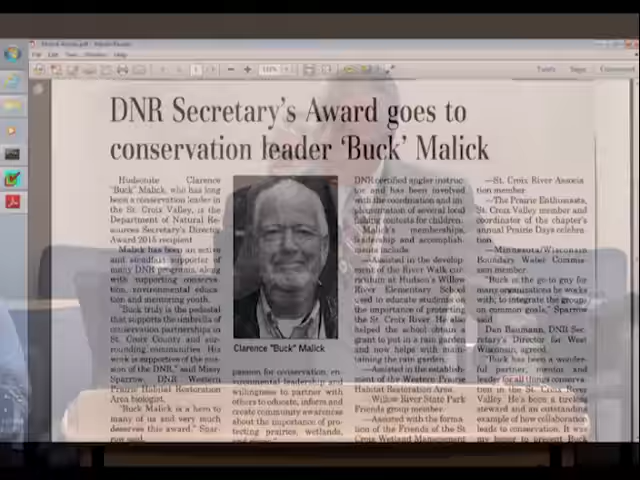 DNR Secretary's Award goes to
conservation leader 'Buck' Malick
Hudsonite Clarence
"Buck" Malick, who has long
been a conservation leader in
the St. Croix Valley, is the
Department of Natural Re-
sources Secretary's Director
Award 2015 recipient
Malick has been an active
and steadfast supporter of
many DNR programs, along
with supporting conserva-
tion, environmental educa-
tion and mentoring youth.
"Buck truly is the pedestal
that supports the umbrella of
conservation partnerships in
St. Croix County and sur-
rounding communities. His
work is supportive of the mis-
sion of the DNR," said Missy
Sparrow, DNR Western
Prairie Habitat Restoration
Area biologist.
"Buck Malick is a hero to
many of us and very much
deserves this award." Spar-
row said.
Clarence "Buck" Malick
passion for conservation, en-
vironmental leadership and
willingness to partner with
others to educate, inform and
create community awareness
about the importance of pro-
tecting prairies, wetlands,
DNR certified angler instruc-
tor and has been involved
with the coordination and im-
plementation of several local
fishing contests for children.
Malick's memberships,
leadership and accomplish-
ments include
—Assisted in the develop-
ment of the River Walk cur-
riculum at Hudson's Willow
River Elementary School
used to educate students on
the importance of protecting
the St. Croix River. He also
helped the school obtain a
grant to put in a rain garden
and now helps with main-
taining the rain garden.
—Assisted in the establish-
ment of the Western Prairie
Habitat Restoration Area.
Willow River State Park
Friends group member.
—Assisted with the forma-
tion of the Friends of the St
Croix Wetland Management
—St. Croix River Associa-
tion member
—The Prairie Enthusiasts,
St. Croix Valley member and
coordinator of the chapter's
annual Prairie Days celebra-
tion.
—Minnesota/Wisconsin
Boundary Water Commis-
sion member.
"Buck is the go-to guy for
many organizations he works
with; to integrate the group
on common goals," Sparrow
said
Dan Baumann, DNR Sec-
retary's Director for West
Wisconsin, agreed.
"Buck has been a wonder-
ful partner, mentor and
leader for all things conserva-
tion in the St. Croix River
Valley. He's been a tireless
steward and an outstanding
example of how collaboration
leads to conservation. It was
my honor to present Buck